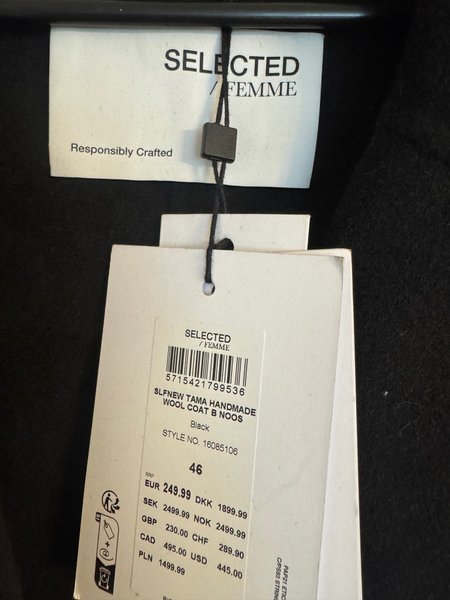 SELECTED
/ FEMME
Responsibly Crafted
SELECTED
/ FEMME
5715421799536
SLFNEW TAMA HANDMADE
WOOL COAT B NOOS
Black
STYLE NO. 16085106
46
RRP
EUR 249.99 DKK 1899.99
SEK 2499.99 NOK 2499.99
GBP 230.00 CHF 289.90
CAD 495.00 USD 445.00
PLN 1499.99